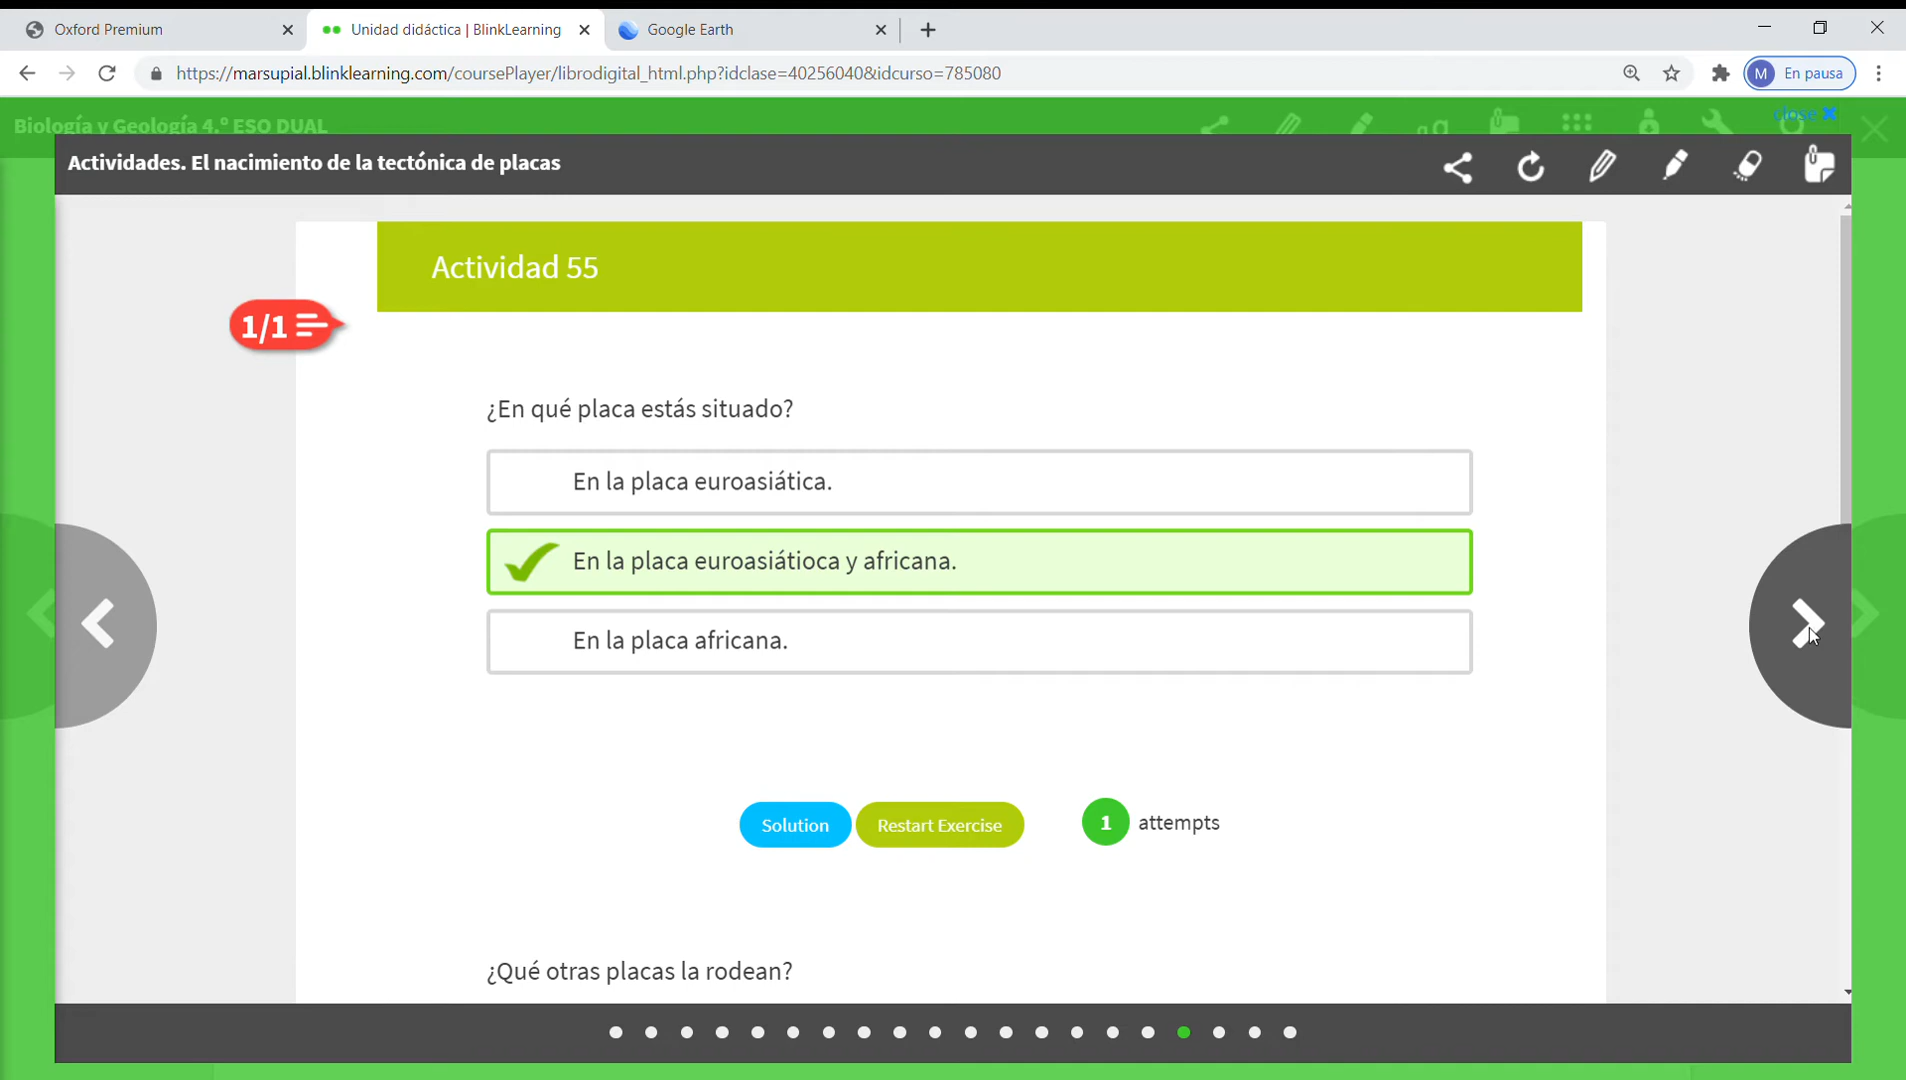 Oxford Premium
Unidad didáctica | BlinkLearning
Google Earth
https://marsupial.blinklearning.com/coursePlayer/librodigital_html.php?idclase=40256040&idcurso=785080
M En pausa
Biología y Geología 4.º ESO DUAL
close
Actividades. El nacimiento de la tectónica de placas
Actividad 55
1/1
¿En qué placa estás situado?
En la placa euroasiática.
En la placa euroasiátioca y africana.
En la placa africana.
Solution
Restart Exercise
1 attempts
¿Qué otras placas la rodean?